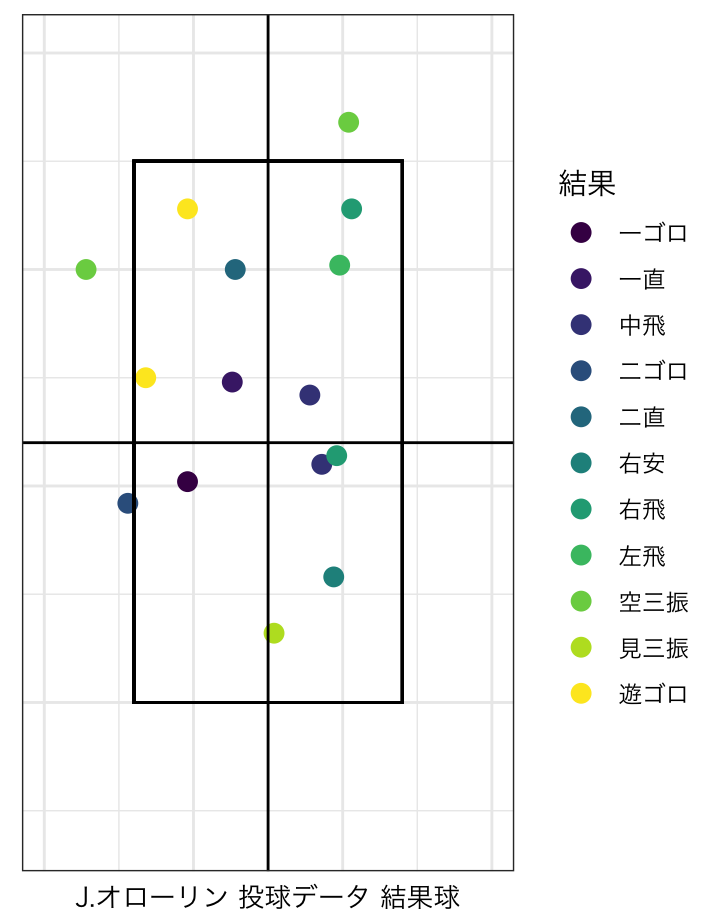 結果
一ゴロ
一直
中飛
二ゴロ
二直
右安
右飛
左飛
空三振
見三振
遊ゴロ
J.オローリン 投球データ 結果球